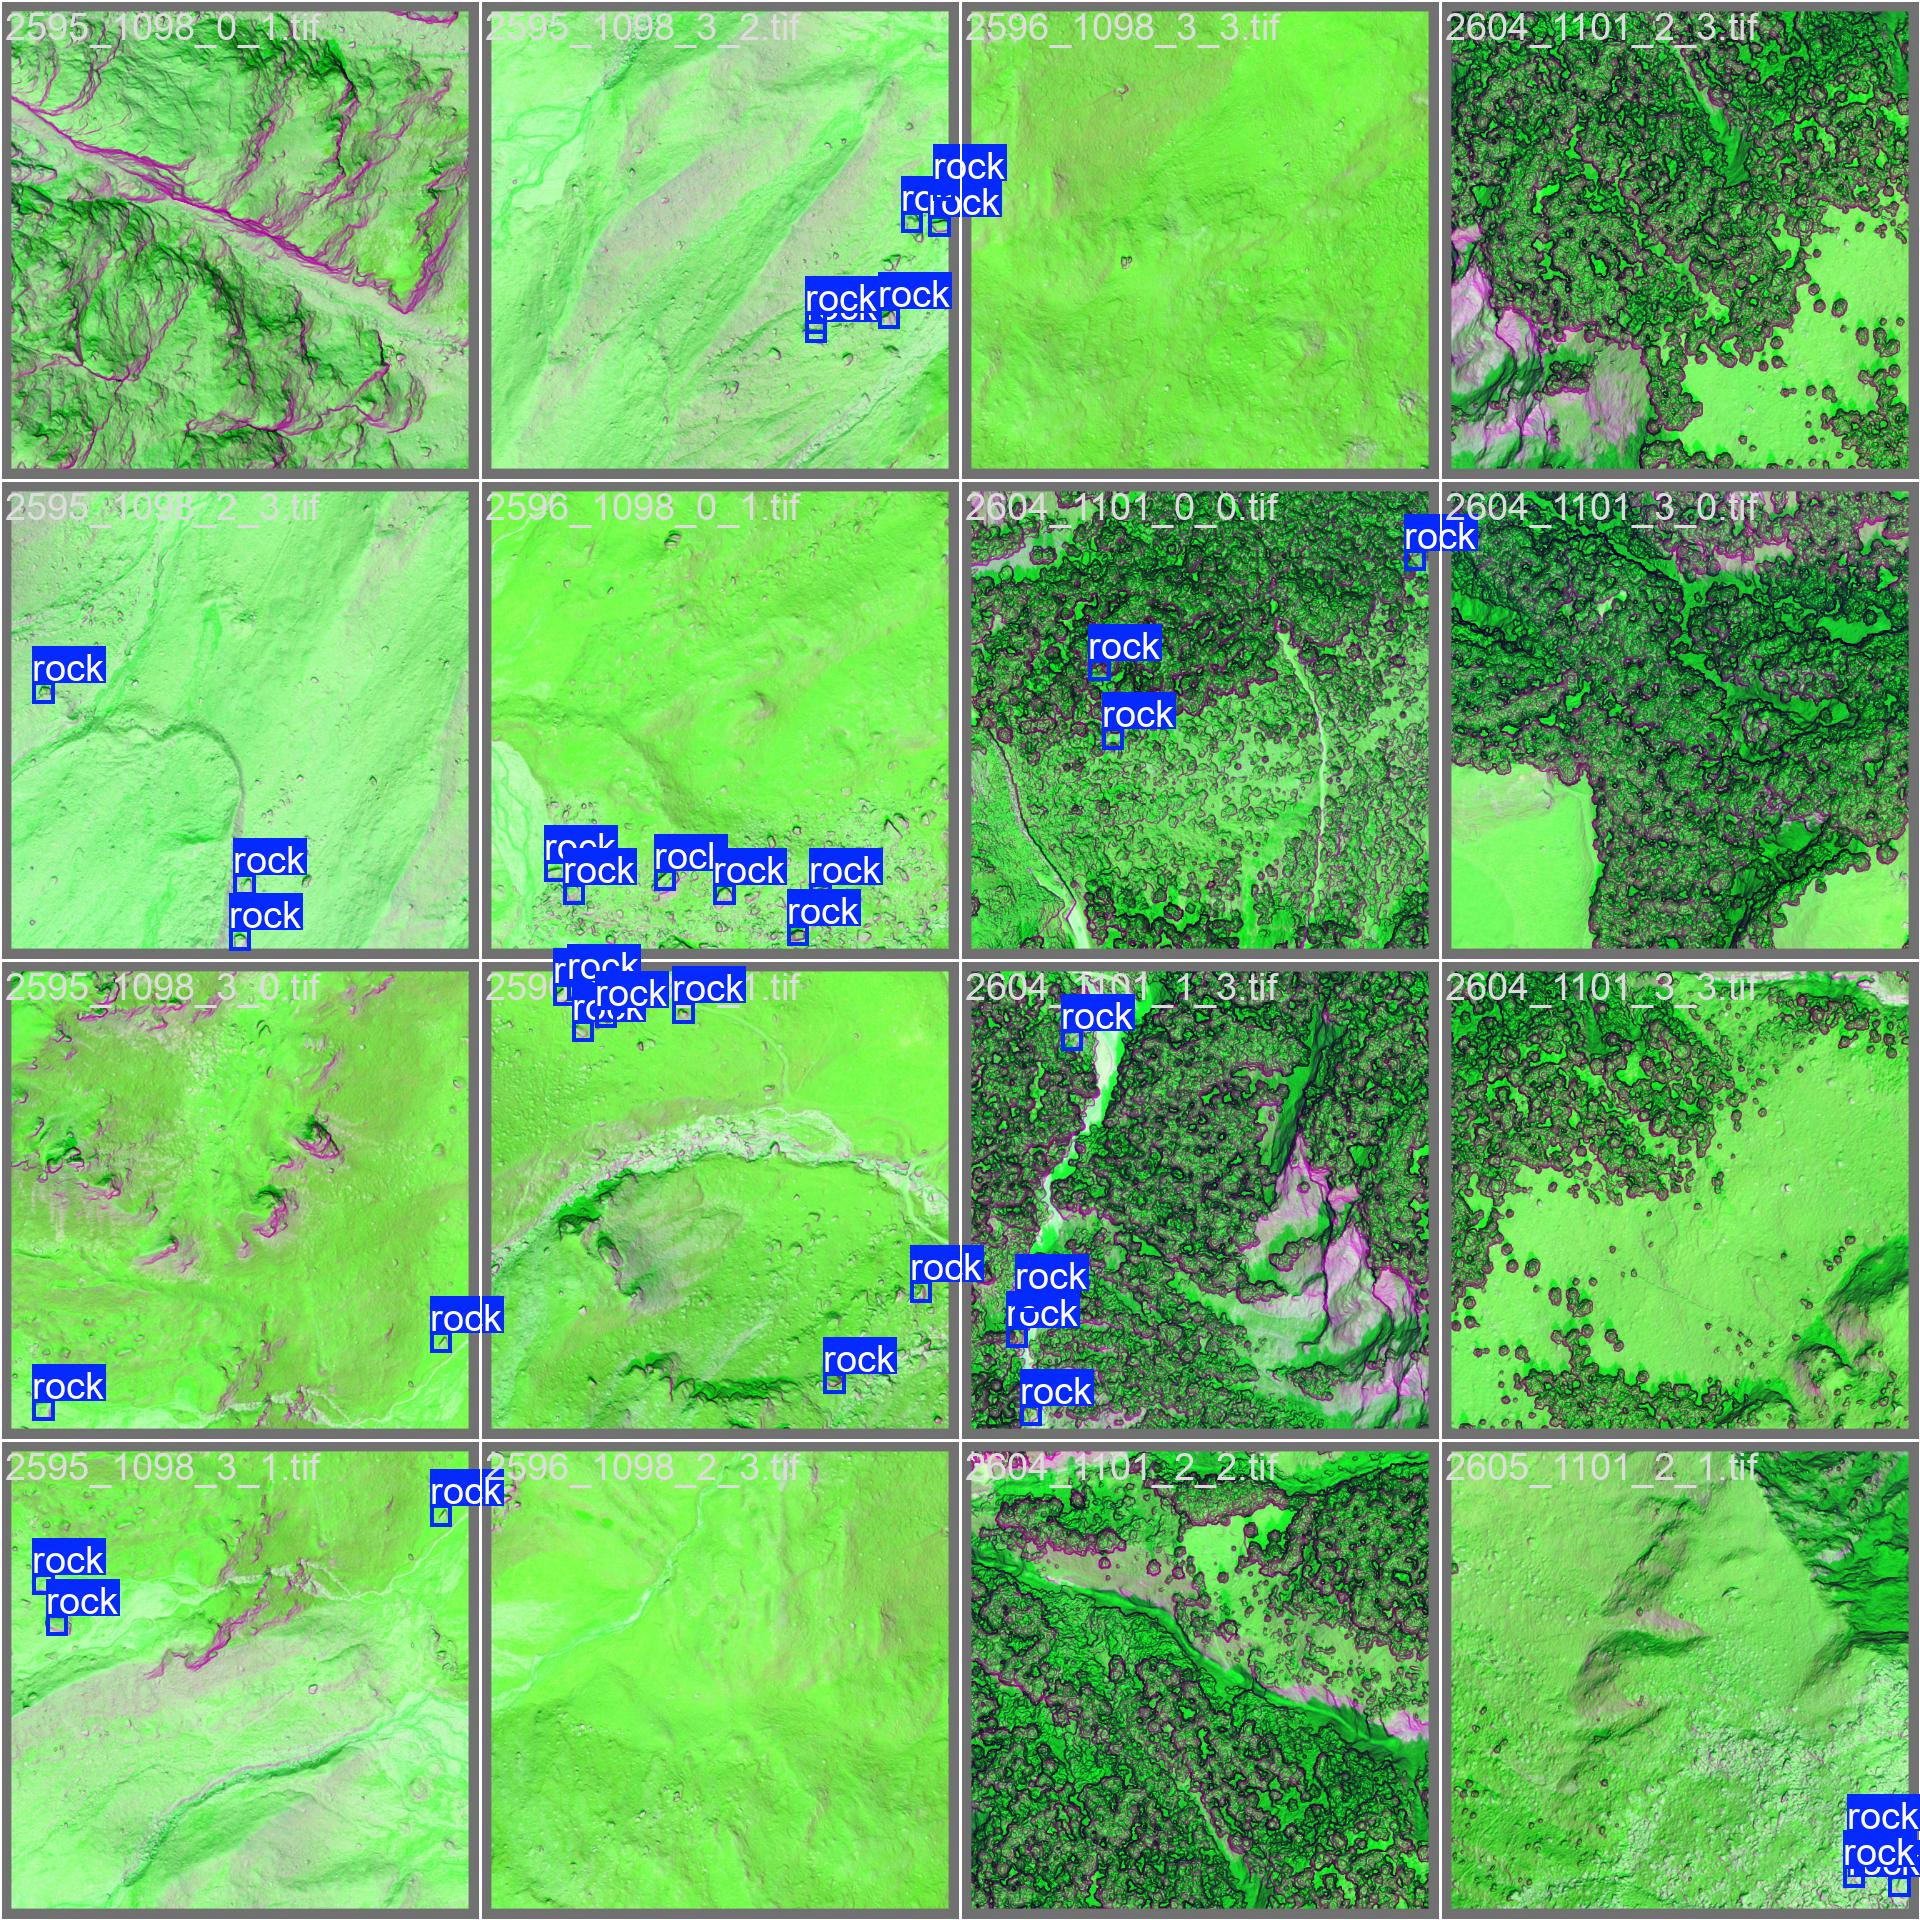 2595_1098_0_1.tif
2595_1098_3_2.tif
2596_1098_3_3.tif
2604_1101_2_3.tif
rock
rock
rock
rock
2595_1098_2_3.tif
2596_1098_0_1.tif
2604_1101_0_0.tif
2604_1101_3_0.tif
rock
rock
rock
rock
rock
rock
rock
rock
rock
rock
rock
rock
2595_1098_3_0.tif
2604_1101_1_3.tif
2604_1101_3_3.tif
rock
rock
rock
rock
rock
rock
rock
rock
rock
rock
rock
2595_1098_3_1.tif
2596_1098_2_3.tif
2604_1101_2_2.tif
2605_1101_2_1.tif
rock
rock
rock
rock
rock